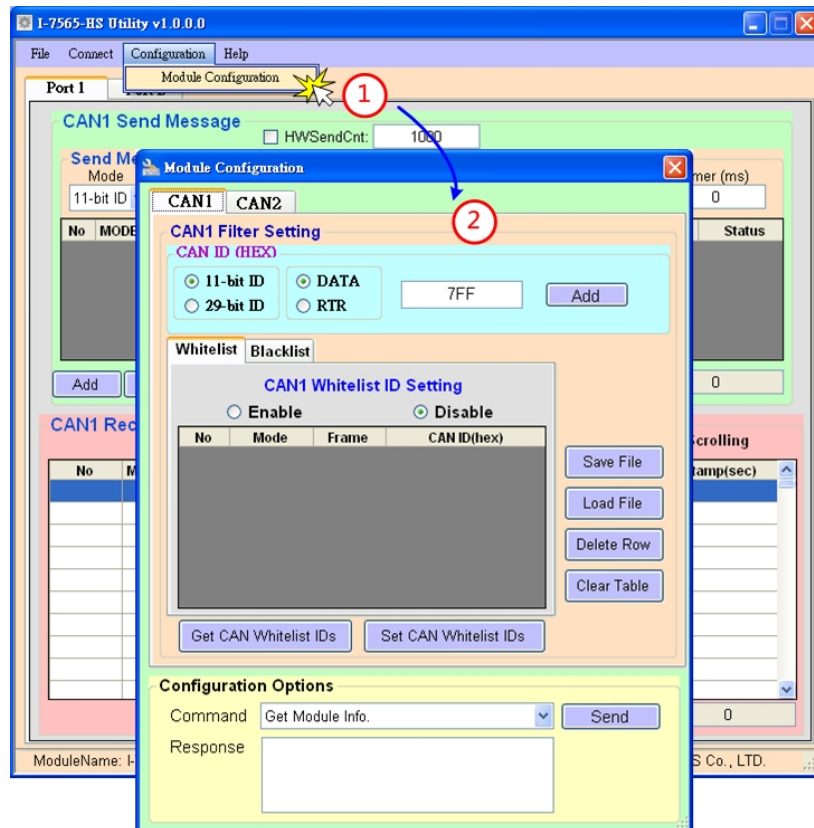 I-7565-HS Utility v1.0.0.0
File Connect Configuration Help
Module Configuration
1
Port 1
CAN1 Send Message
HWSendCnt: 1000
Send Me
Mode
mer (ms)
11-bit ID
0
No MODE
Status
Add
0
CAN1 Rec
crolling
No M
tamp(sec)
0
ModuleName: I-
S Co., LTD.
Module Configuration
CAN1 CAN2
2
CAN1 Filter Setting
CAN ID (HEX)
11-bit ID DATA
7FF Add
29-bit ID RTR
Whitelist Blacklist
CAN1 Whitelist ID Setting
Enable Disable
No Mode Frame CAN ID(hex)
Save File
Load File
Delete Row
Clear Table
Get CAN Whitelist IDs Set CAN Whitelist IDs
Configuration Options
Command Get Module Info. Send
Response